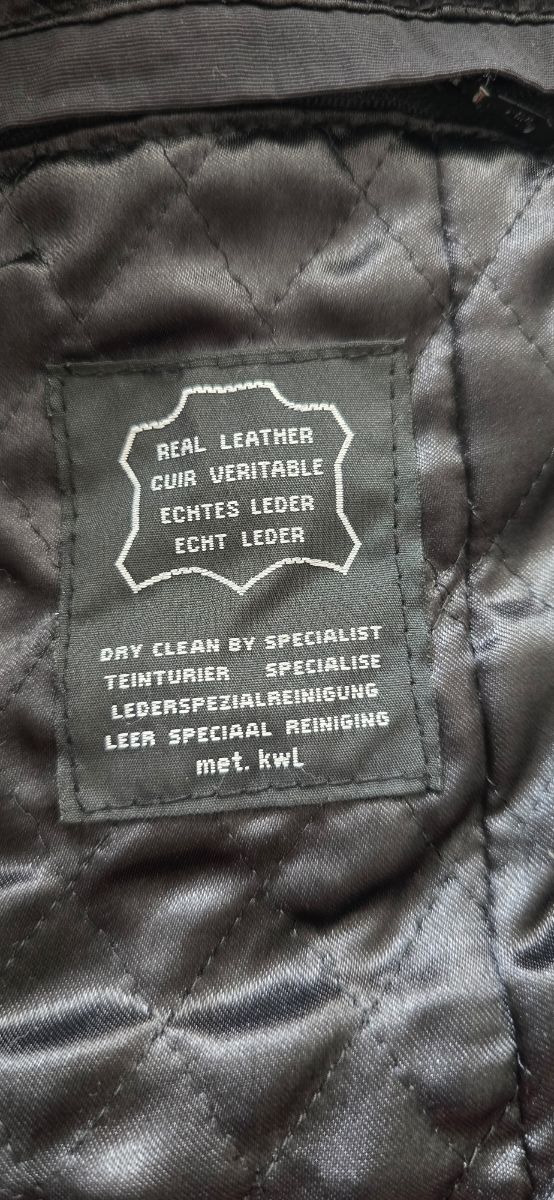 REAL LEATHER
CUIR VERITABLE
ECHTES LEDER
ECHT LEDER
DRY CLEAN BY SPECIALIST
TEINTURIER SPECIALISE
LEDERSPEZIALREINIGUNG
LEER SPECIAAL REINIGING
met. kwL